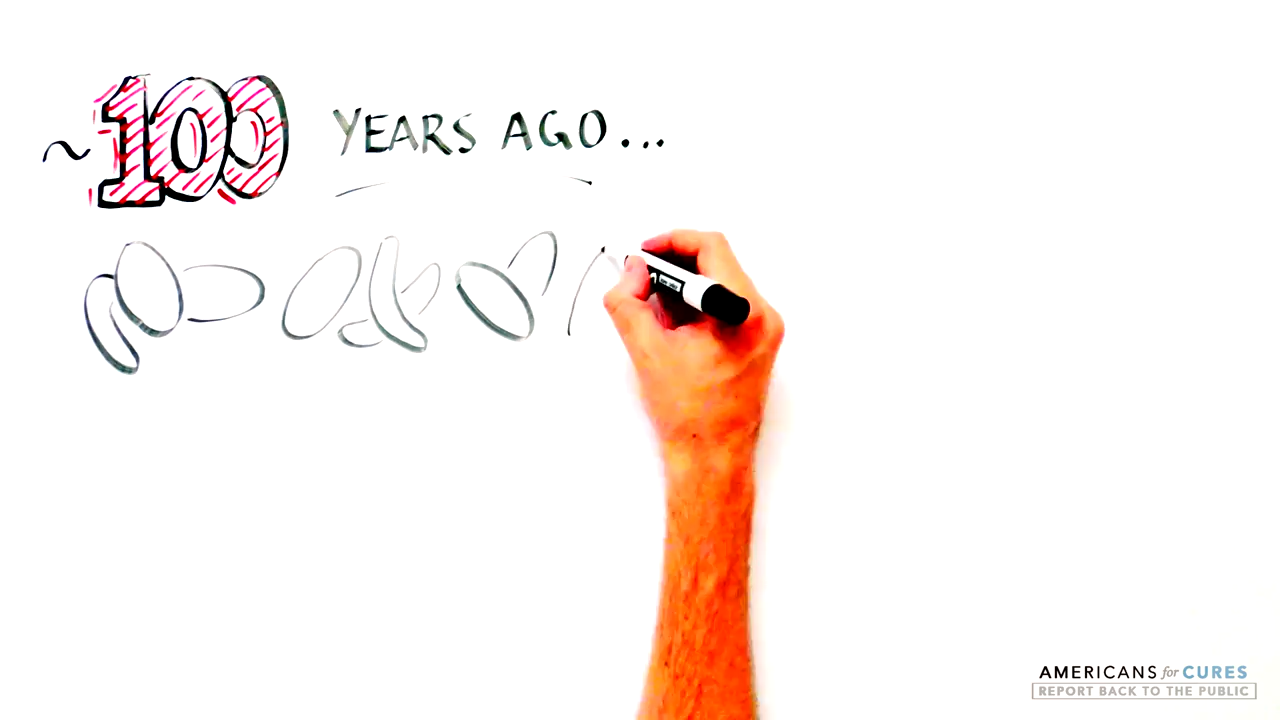 ~100 YEARS AGO...
AMERICANS for CURES
REPORT BACK TO THE PUBLIC